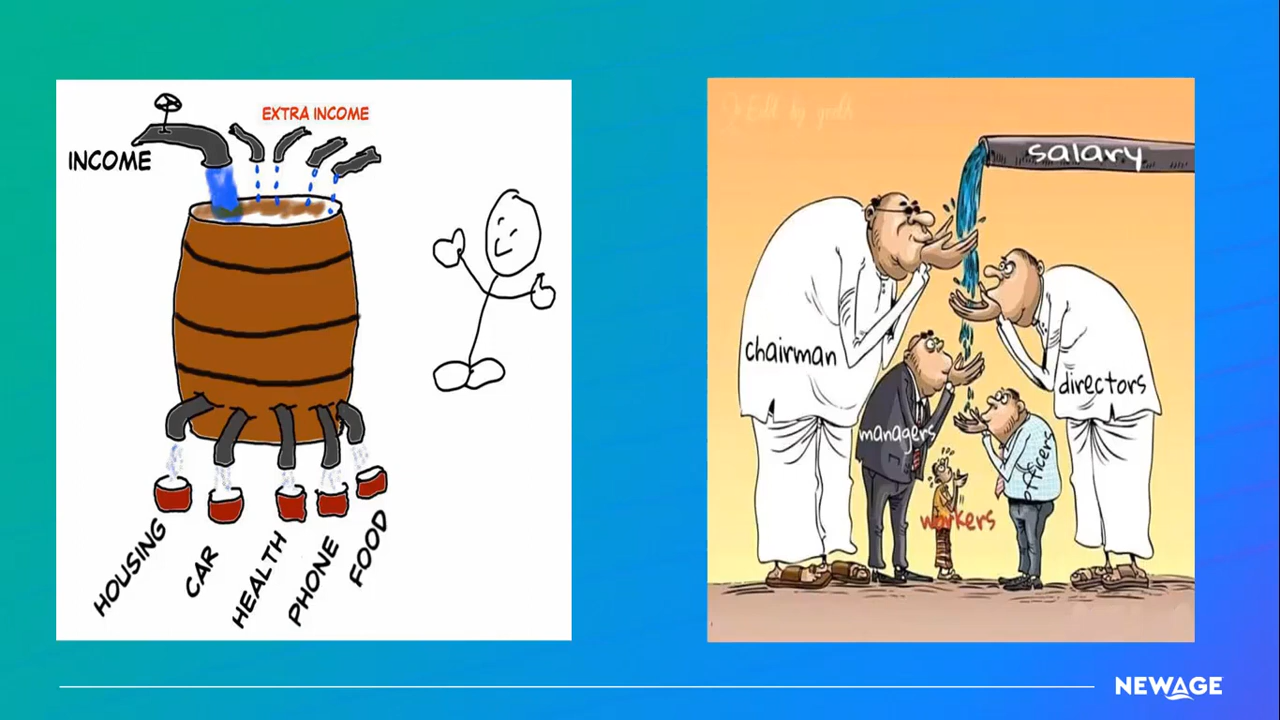 EXTRA INCOME
INCOME
HOUSING
CAR
HEALTH
PHONE
FOOD
salary
chairman
directors
managers
officers
workers
NEWAGE